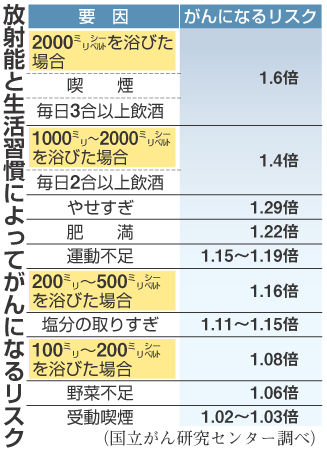 放射能と生活習慣によってがんになるリスク
要因 がんになるリスク
2000ミリシーベルトを浴びた
場合
喫煙
毎日3合以上飲酒
1.6倍
1000ミリ〜2000ミリシーベルト
を浴びた場合
毎日2合以上飲酒
1.4倍
やせすぎ 1.29倍
肥満 1.22倍
運動不足 1.15〜1.19倍
200ミリ〜500ミリシーベルト
を浴びた場合
1.16倍
塩分の取りすぎ 1.11〜1.15倍
100ミリ〜200ミリシーベルト
を浴びた場合
1.08倍
野菜不足 1.06倍
受動喫煙 1.02〜1.03倍
(国立がん研究センター調べ)